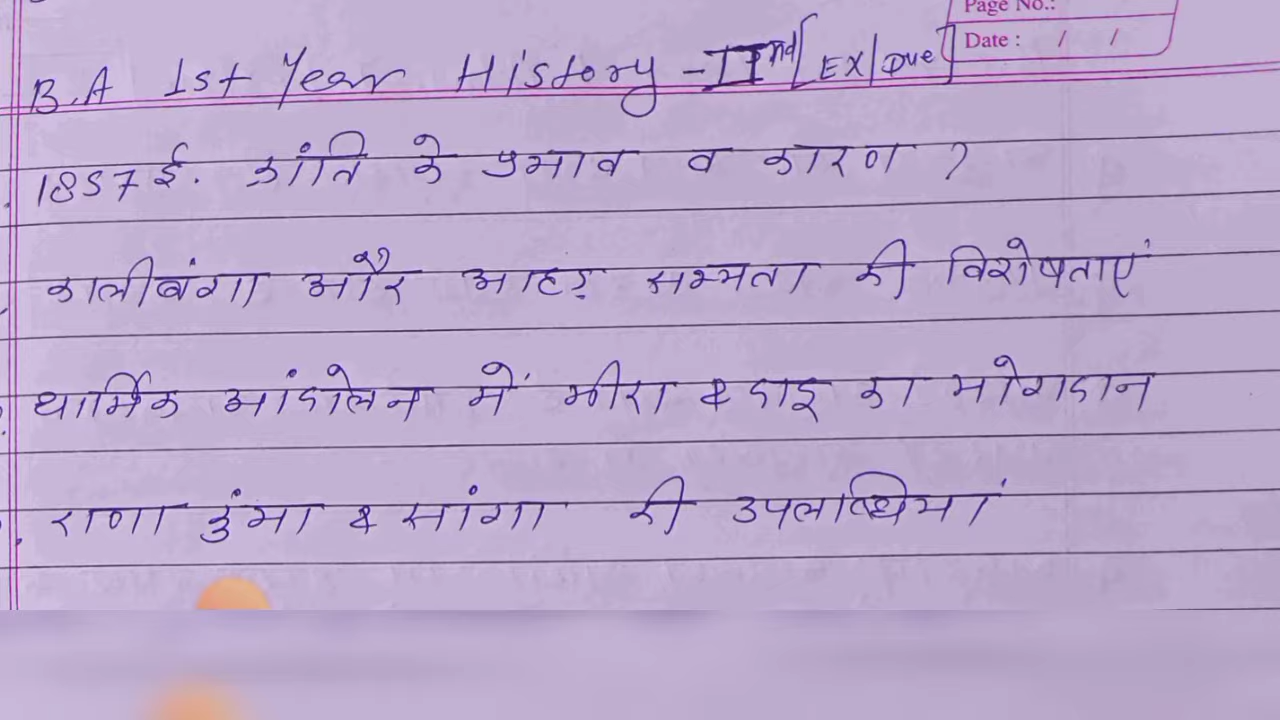 Page No.:
Date : / /
B.A 1st Year History - IInd [EX/Due]
1857 ई. क्रांति के प्रभाव व कारण ?
कालीबंगा और आहड़ सभ्यता की विशेषताएं
धार्मिक आंदोलन में मीरा & दादू का योगदान
राणा कुंभा & सांगा की उपलब्धियां